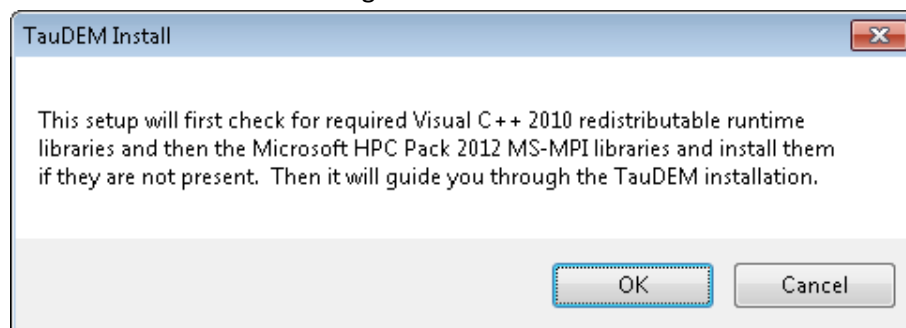 TauDEM Install
This setup will first check for required Visual C++ 2010 redistributable runtime
libraries and then the Microsoft HPC Pack 2012 MS-MPI libraries and install them
if they are not present.  Then it will guide you through the TauDEM installation.
OK
Cancel